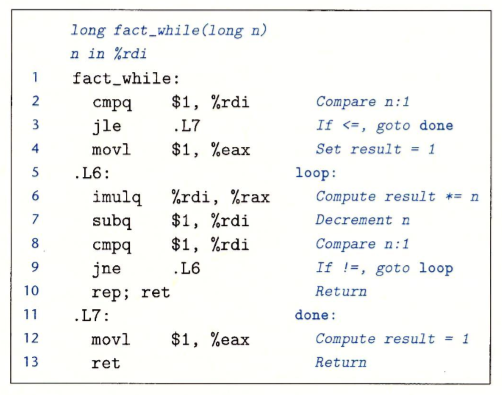 long fact_while(long n)
n in %rdi
1 fact_while:
2 cmpq $1, %rdi Compare n:1
3 jle .L7 If <=, goto done
4 movl $1, %eax Set result = 1
5 .L6: loop:
6 imulq %rdi, %rax Compute result *= n
7 subq $1, %rdi Decrement n
8 cmpq $1, %rdi Compare n:1
9 jne .L6 If !=, goto loop
10 rep; ret Return
11 .L7: done:
12 movl $1, %eax Compute result = 1
13 ret Return